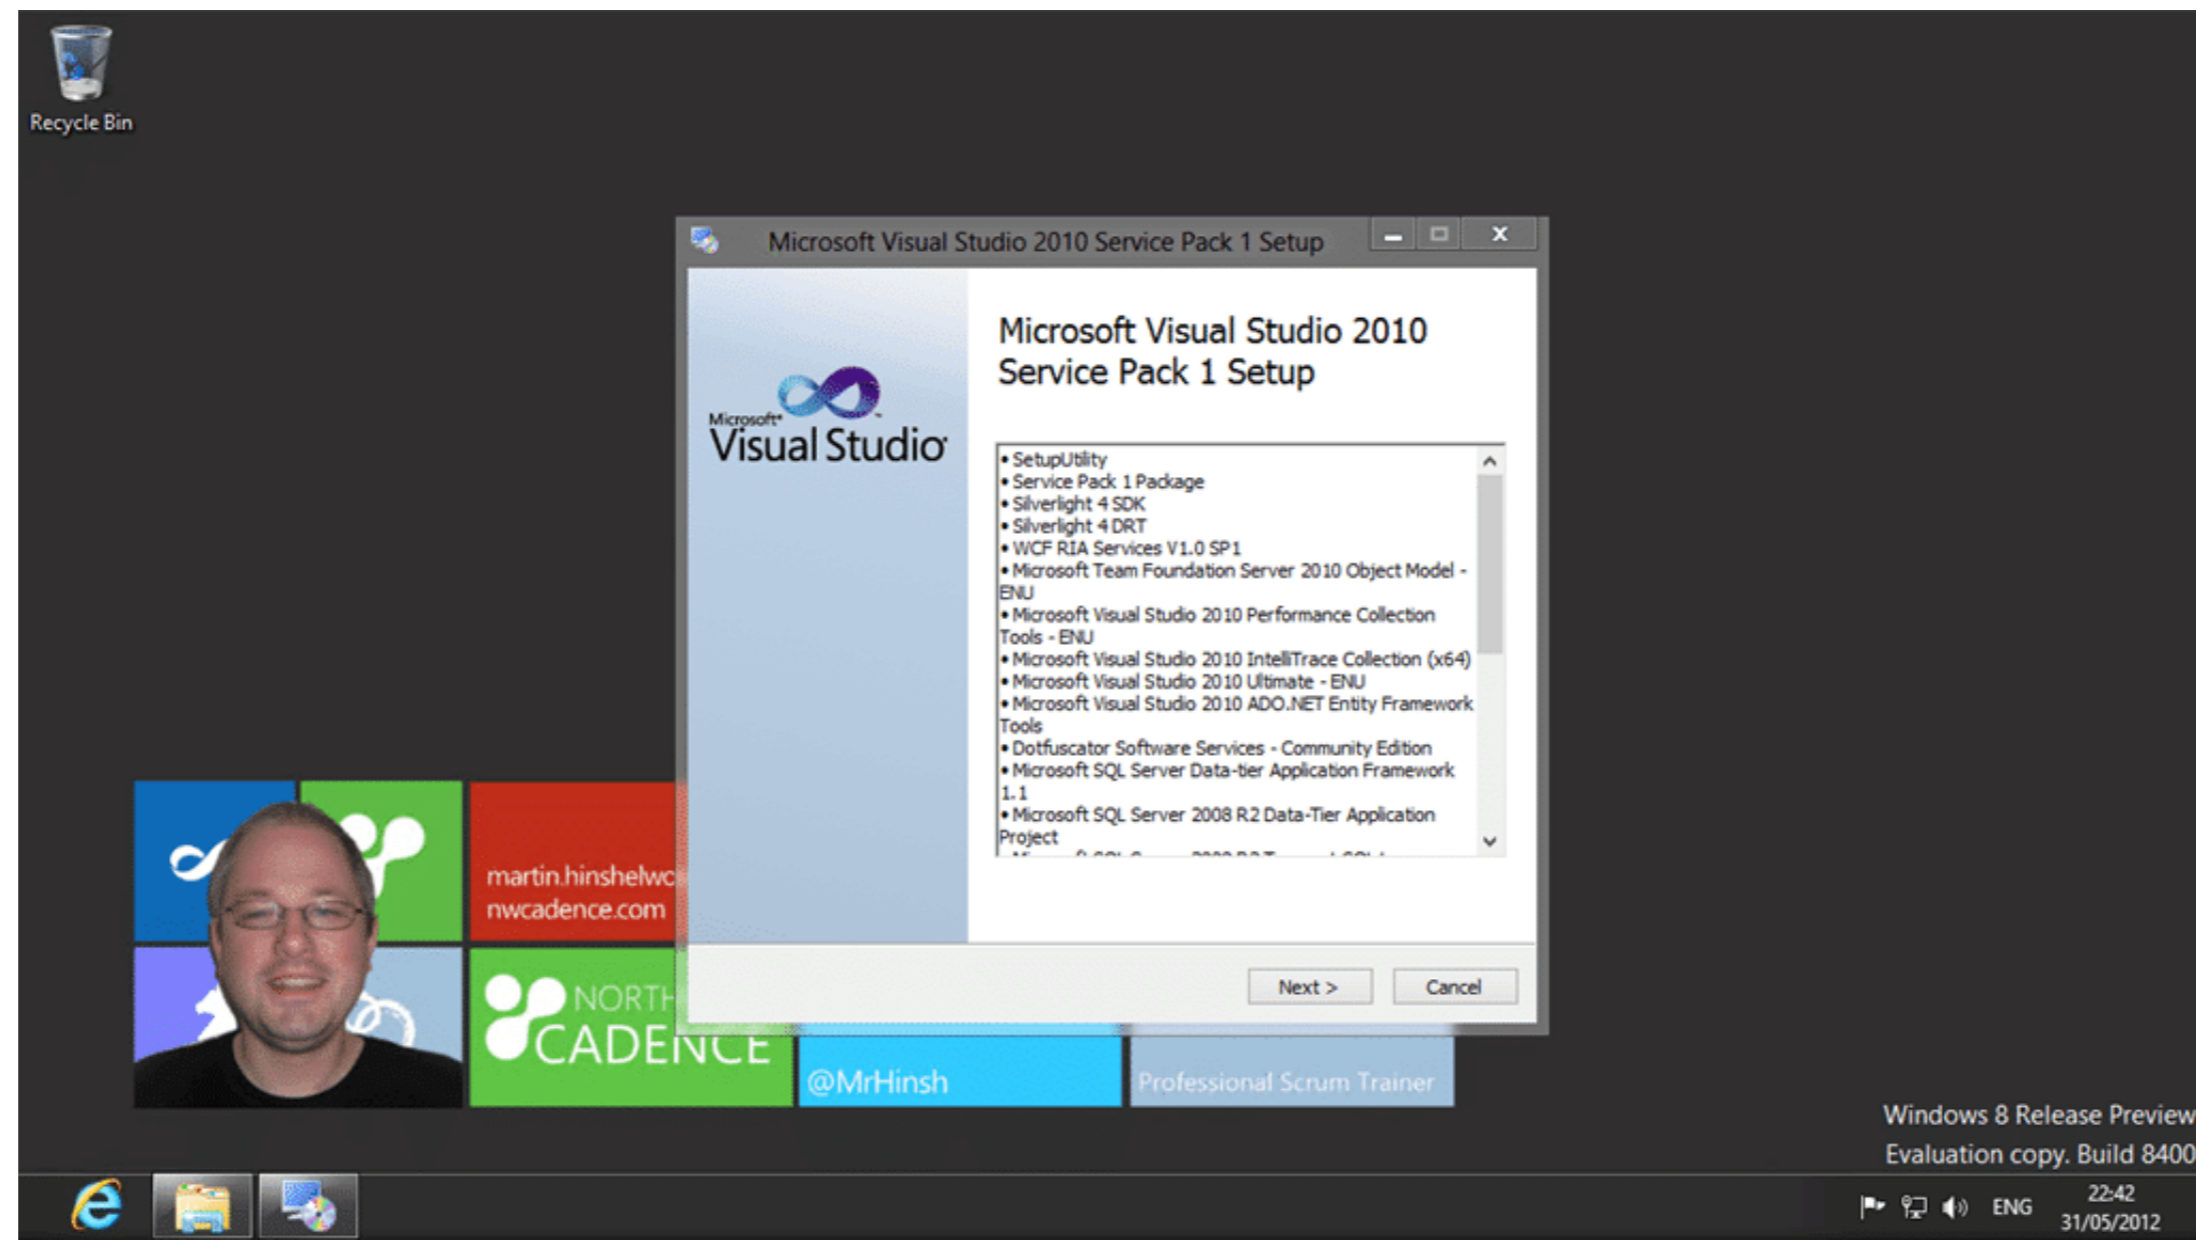 Recycle Bin
Microsoft Visual Studio 2010 Service Pack 1 Setup
Microsoft Visual Studio 2010
Service Pack 1 Setup
Microsoft®
Visual Studio®
• SetupUtility
• Service Pack 1 Package
• Silverlight 4 SDK
• Silverlight 4 DRT
• WCF RIA Services V1.0 SP1
• Microsoft Team Foundation Server 2010 Object Model -
ENU
• Microsoft Visual Studio 2010 Performance Collection
Tools - ENU
• Microsoft Visual Studio 2010 IntelliTrace Collection (x64)
• Microsoft Visual Studio 2010 Ultimate - ENU
• Microsoft Visual Studio 2010 ADO.NET Entity Framework
Tools
• Dotfuscator Software Services - Community Edition
• Microsoft SQL Server Data-tier Application Framework
1.1
• Microsoft SQL Server 2008 R2 Data-Tier Application
Project
Next >
Cancel
martin.hinshelwo
nwcadence.com
NORTH
CADENCE
@MrHinsh
Professional Scrum Trainer
Windows 8 Release Preview
Evaluation copy. Build 8400
ENG
22:42
31/05/2012